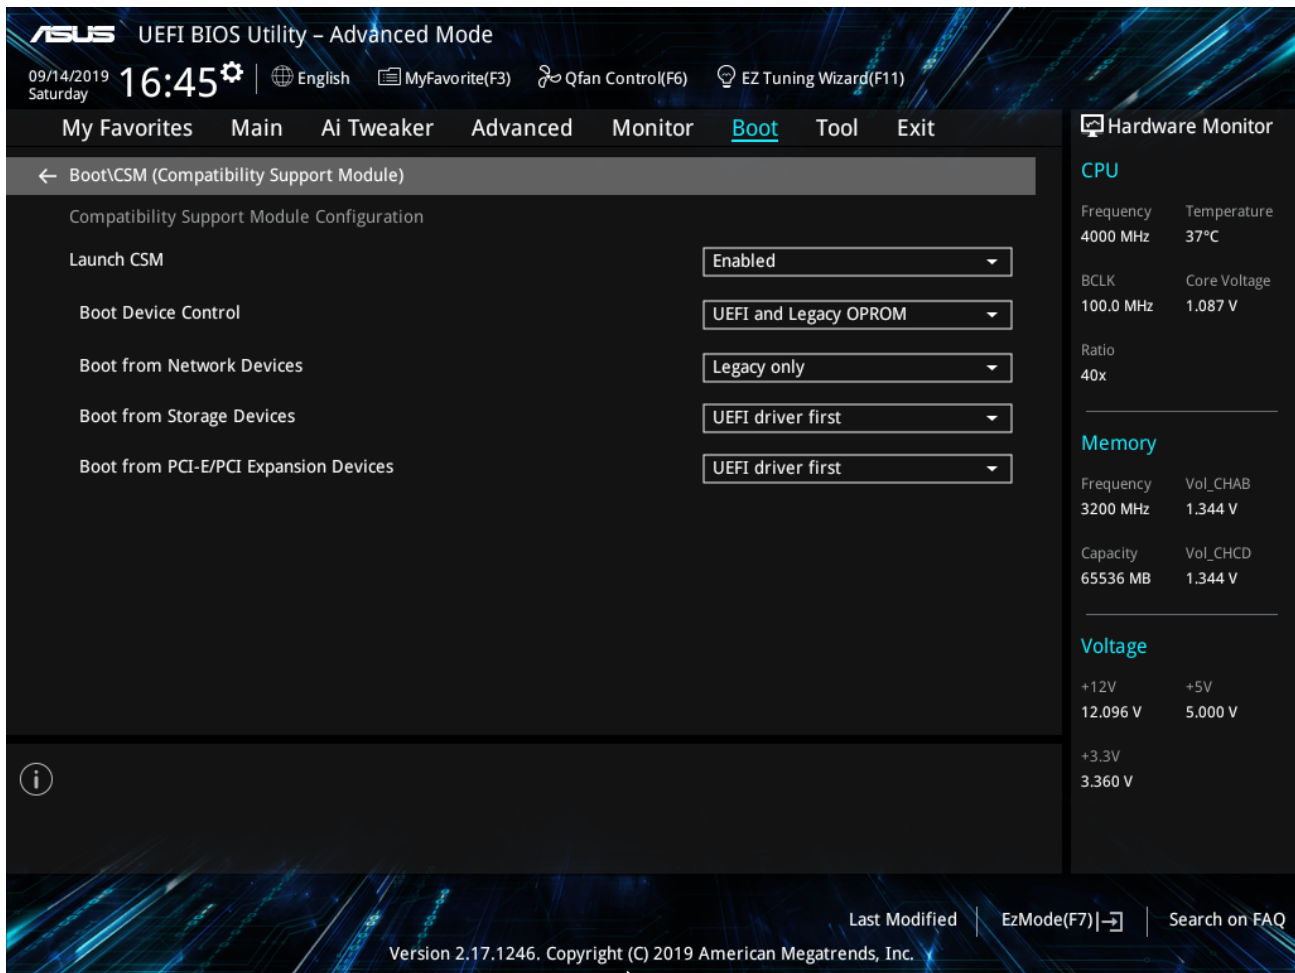 ASUS UEFI BIOS Utility – Advanced Mode
09/14/2019
Saturday
16:45
English MyFavorite(F3) Qfan Control(F6) EZ Tuning Wizard(F11)
My Favorites Main Ai Tweaker Advanced Monitor Boot Tool Exit
Boot\CSM (Compatibility Support Module)
Compatibility Support Module Configuration
Launch CSM Enabled
Boot Device Control UEFI and Legacy OPROM
Boot from Network Devices Legacy only
Boot from Storage Devices UEFI driver first
Boot from PCI-E/PCI Expansion Devices UEFI driver first
Hardware Monitor
CPU
Frequency Temperature
4000 MHz 37°C
BCLK Core Voltage
100.0 MHz 1.087 V
Ratio
40x
Memory
Frequency Vol_CHAB
3200 MHz 1.344 V
Capacity Vol_CHCD
65536 MB 1.344 V
Voltage
+12V +5V
12.096 V 5.000 V
+3.3V
3.360 V
Last Modified EzMode(F7) Search on FAQ
Version 2.17.1246. Copyright (C) 2019 American Megatrends, Inc.